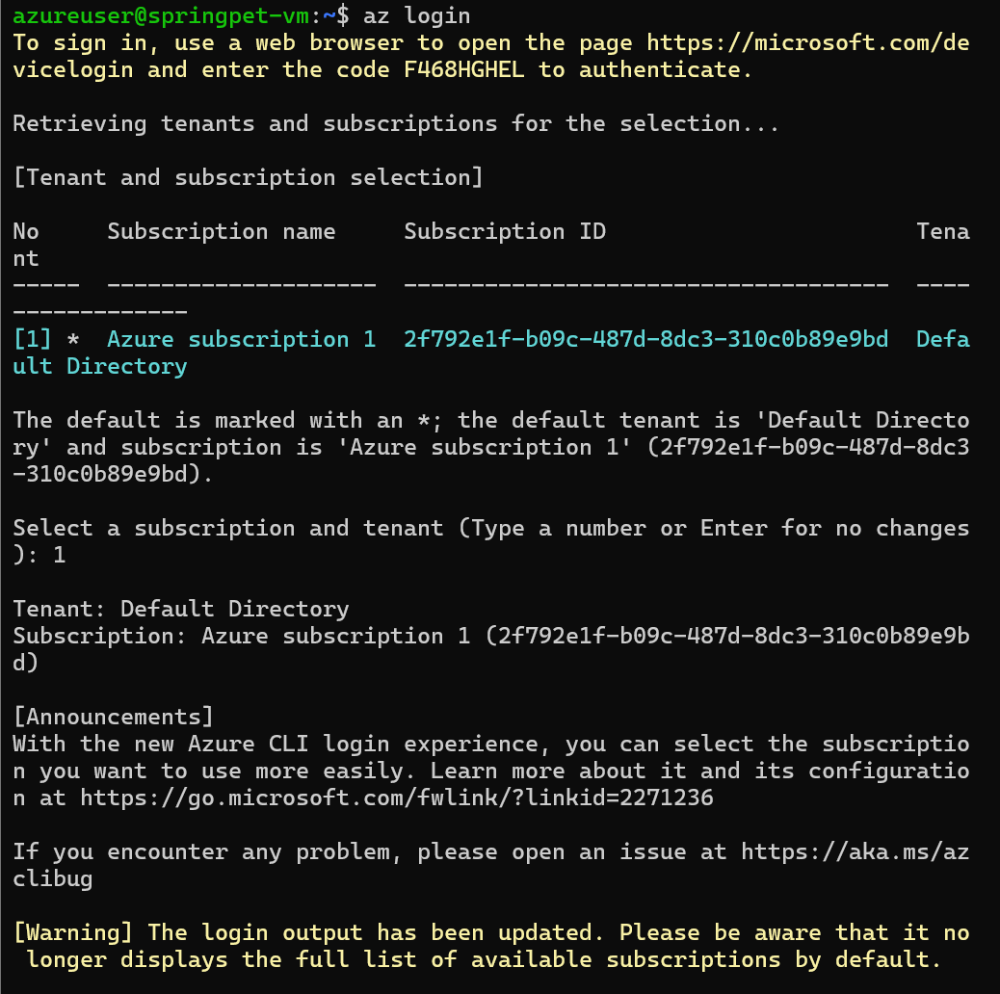 azureuser@springpet-vm:~$ az login
To sign in, use a web browser to open the page https://microsoft.com/de
vicelogin and enter the code F468HGHEL to authenticate.
Retrieving tenants and subscriptions for the selection...
[Tenant and subscription selection]
No     Subscription name     Subscription ID                       Tena
nt
-----  --------------------  ------------------------------------  ----
-------------
[1] *  Azure subscription 1  2f792e1f-b09c-487d-8dc3-310c0b89e9bd  Defa
ult Directory
The default is marked with an *; the default tenant is 'Default Directo
ry' and subscription is 'Azure subscription 1' (2f792e1f-b09c-487d-8dc3
-310c0b89e9bd).
Select a subscription and tenant (Type a number or Enter for no changes
): 1
Tenant: Default Directory
Subscription: Azure subscription 1 (2f792e1f-b09c-487d-8dc3-310c0b89e9b
d)
[Announcements]
With the new Azure CLI login experience, you can select the subscriptio
n you want to use more easily. Learn more about it and its configuratio
n at https://go.microsoft.com/fwlink/?linkid=2271236
If you encounter any problem, please open an issue at https://aka.ms/az
clibug
[Warning] The login output has been updated. Please be aware that it no
 longer displays the full list of available subscriptions by default.